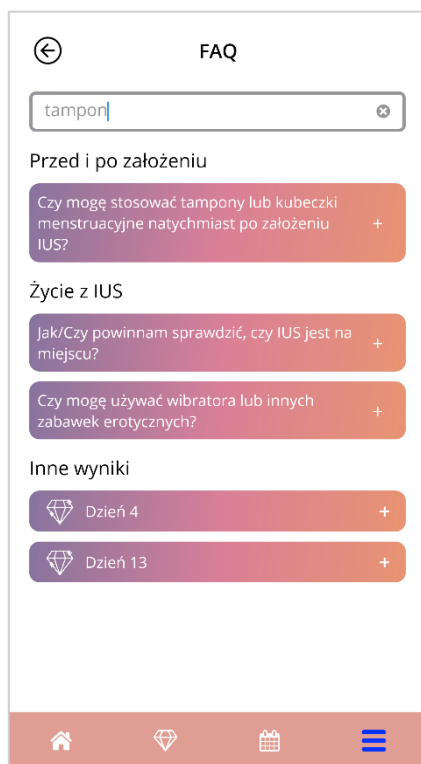 FAQ
tampon
Przed i po założeniu
Czy mogę stosować tampony lub kubeczki
menstruacyjne natychmiast po założeniu
IUS?
+
Życie z IUS
Jak/Czy powinnam sprawdzić, czy IUS jest na
miejscu?
+
Czy mogę używać wibratora lub innych
zabawek erotycznych?
+
Inne wyniki
Dzień 4 +
Dzień 13 +